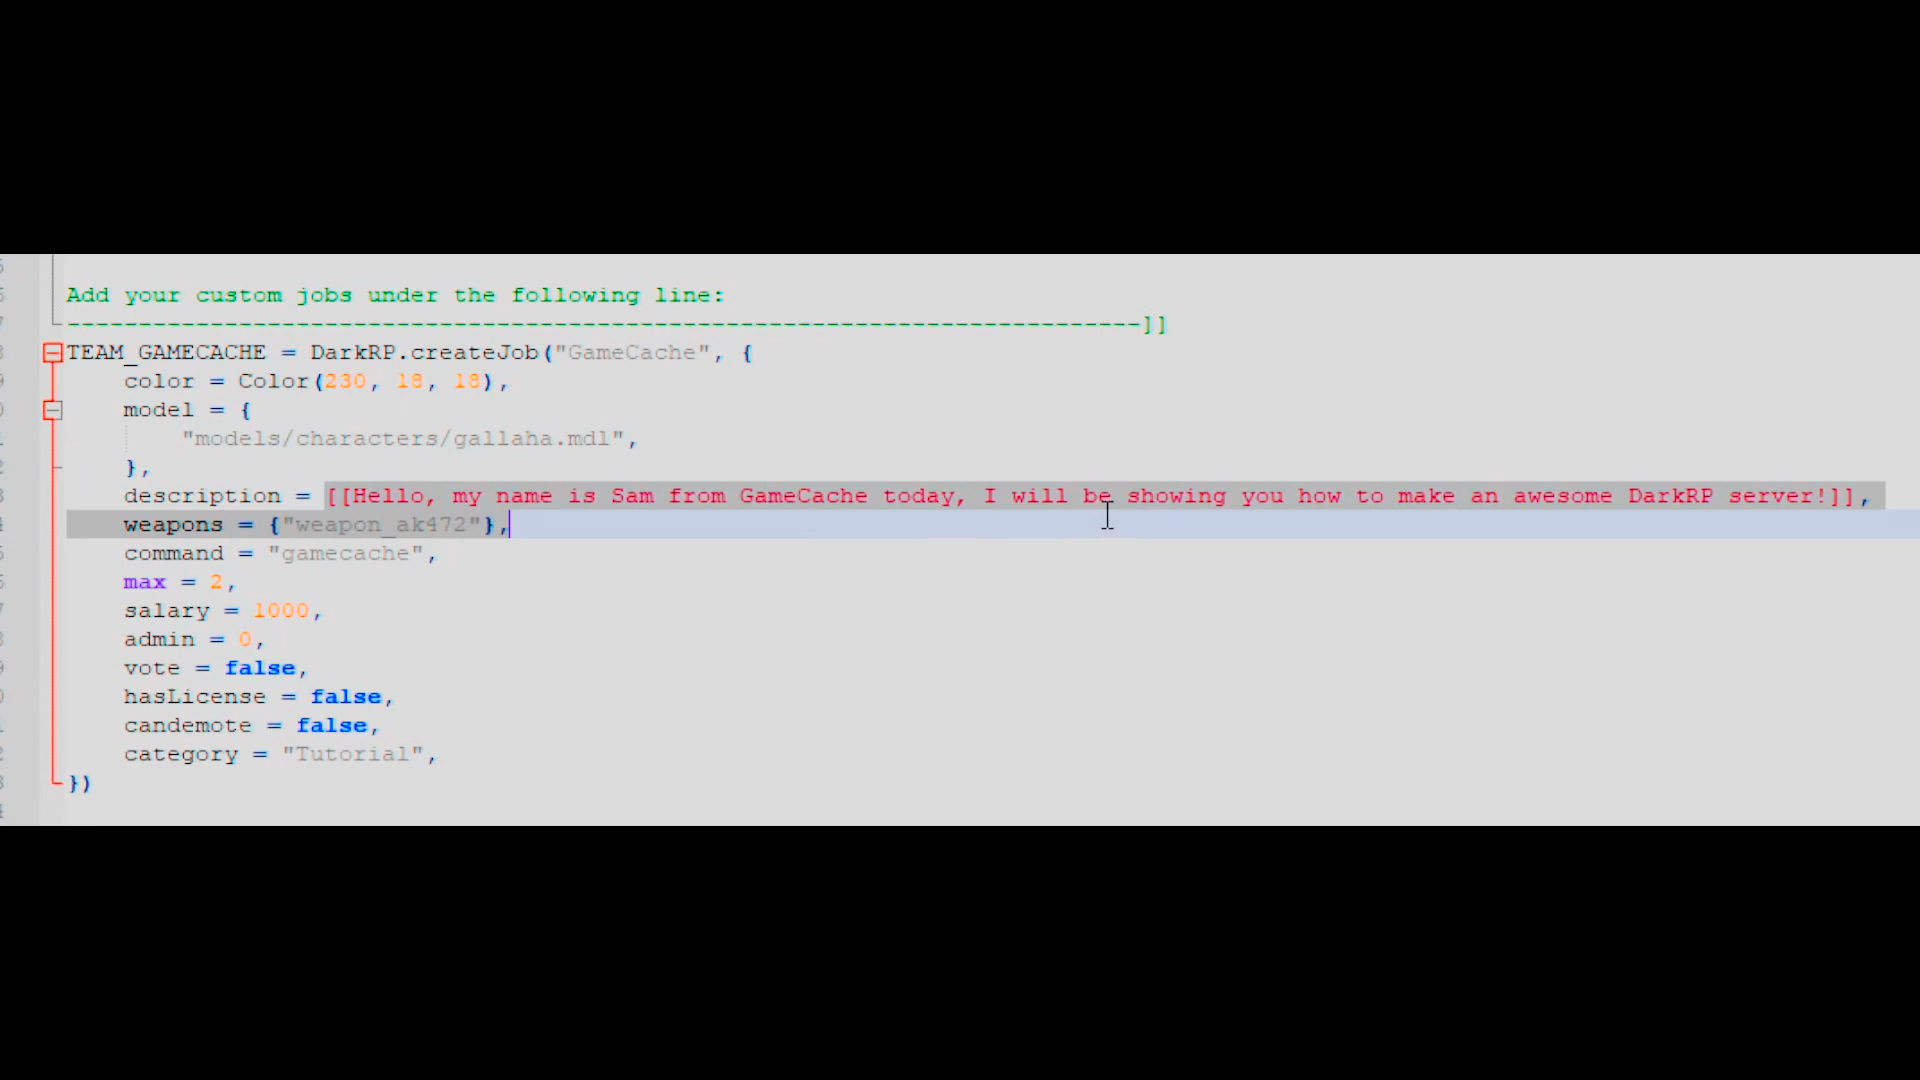 Add your custom jobs under the following line:
---------------------------------------------------------------------------]]
TEAM_GAMECACHE = DarkRP.createJob("GameCache", {
color = Color(230, 18, 18),
model = {
"models/characters/gallaha.mdl",
},
description = [[Hello, my name is Sam from GameCache today, I will be showing you how to make an awesome DarkRP server!]],
weapons = {"weapon_ak472"},
command = "gamecache",
max = 2,
salary = 1000,
admin = 0,
vote = false,
hasLicense = false,
candemote = false,
category = "Tutorial",
})